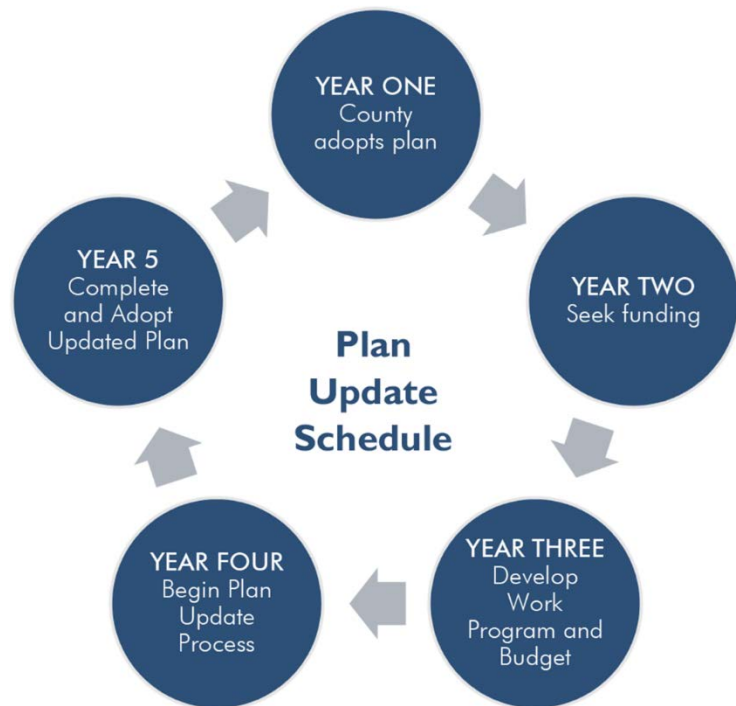 YEAR ONE
County
adopts plan
YEAR TWO
Seek funding
YEAR THREE
Develop
Work
Program and
Budget
YEAR FOUR
Begin Plan
Update
Process
YEAR 5
Complete
and Adopt
Updated Plan
Plan
Update
Schedule